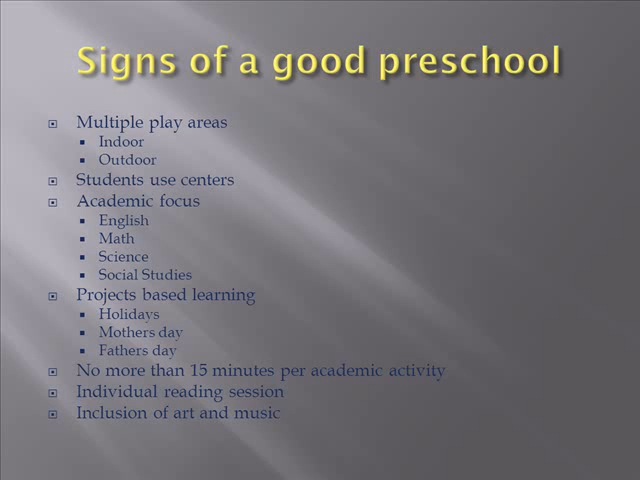 Signs of a good preschool
Multiple play areas
Indoor
Outdoor
Students use centers
Academic focus
English
Math
Science
Social Studies
Projects based learning
Holidays
Mothers day
Fathers day
No more than 15 minutes per academic activity
Individual reading session
Inclusion of art and music